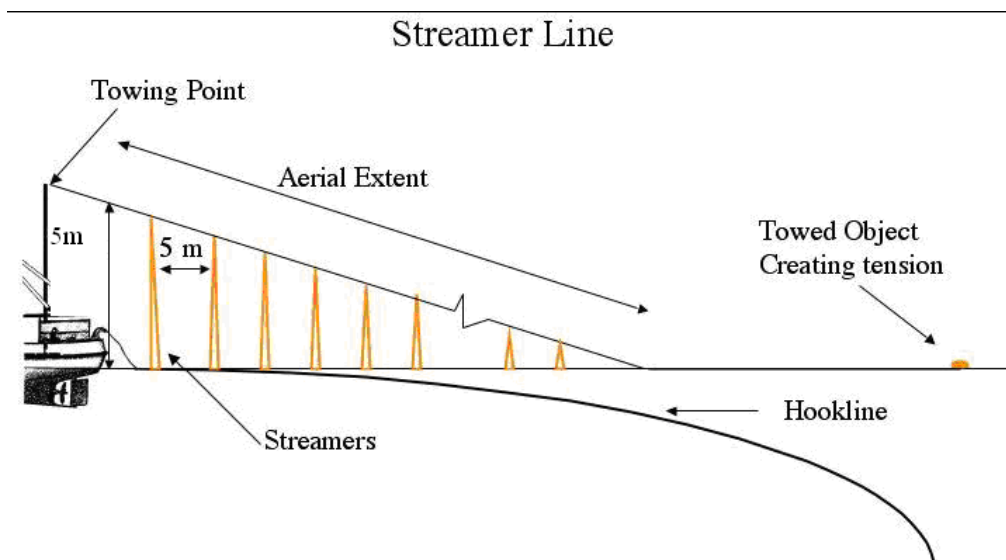 Streamer Line
Towing Point
Aerial Extent
5m
5 m
Towed Object
Creating tension
Hookline
Streamers